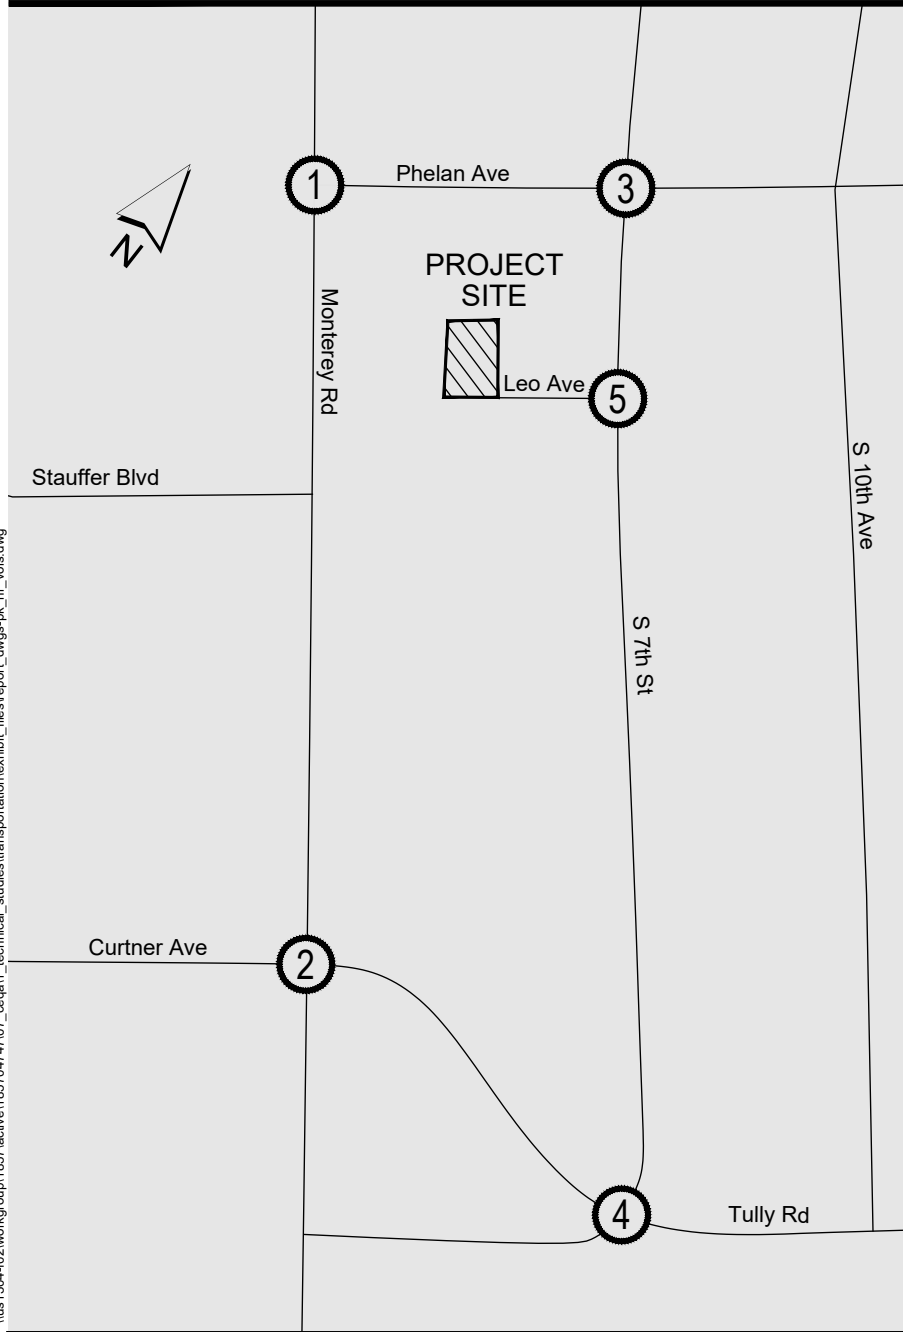 1
Phelan Ave
3
N
PROJECT
SITE
Monterey Rd
Leo Ave
5
Stauffer Blvd
S 10th Ave
S 7th St
Curtner Ave
2
4
Tully Rd